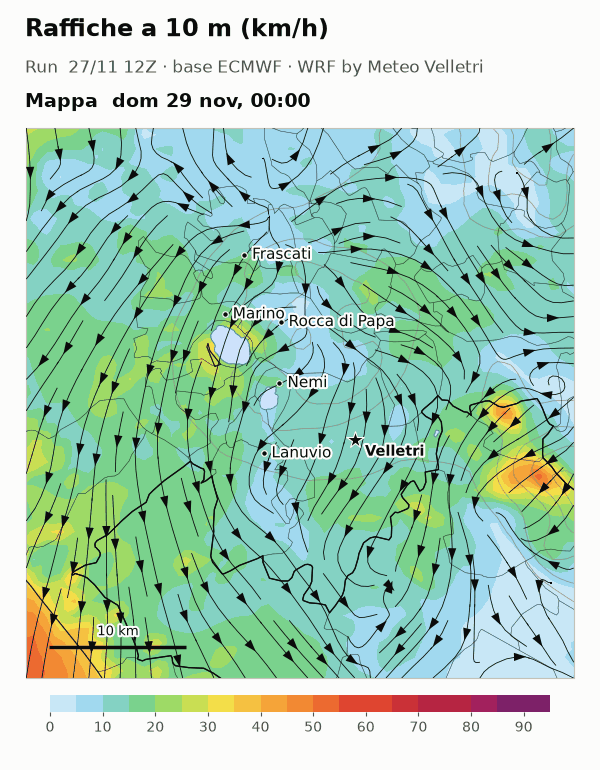 Raffiche a 10 m (km/h)
Run  27/11 12Z · base ECMWF · WRF by Meteo Velletri
Mappa  dom 29 nov, 00:00
Frascati
Marino
Rocca di Papa
Nemi
Velletri
Lanuvio
10 km
0 10 20 30 40 50 60 70 80 90